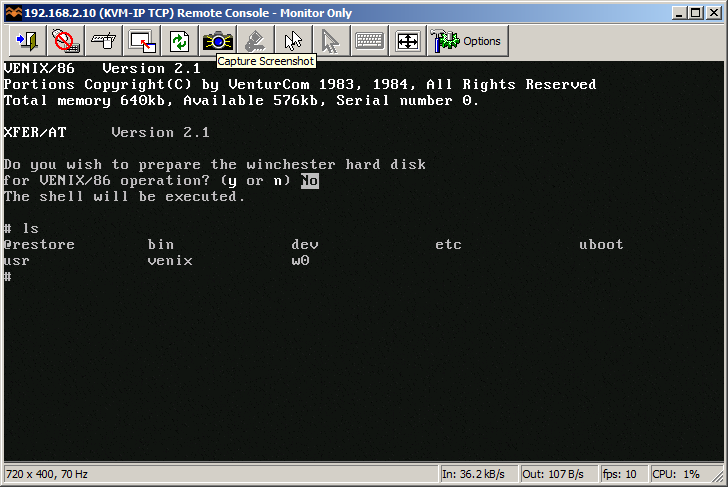 192.168.2.10 (KVM-IP TCP) Remote Console - Monitor Only
Options
Capture Screenshot
VENIX/86 Version 2.1
Portions Copyright(C) by VenturCom 1983, 1984, All Rights Reserved
Total memory 640kb, Available 576kb, Serial number 0.
XFER/AT Version 2.1
Do you wish to prepare the winchester hard disk
for VENIX/86 operation? (y or n) No
The shell will be executed.
# ls
@restore bin dev etc uboot
usr venix w0
#
720 x 400, 70 Hz In: 36.2 kB/s Out: 107 B/s fps: 10 CPU: 1%